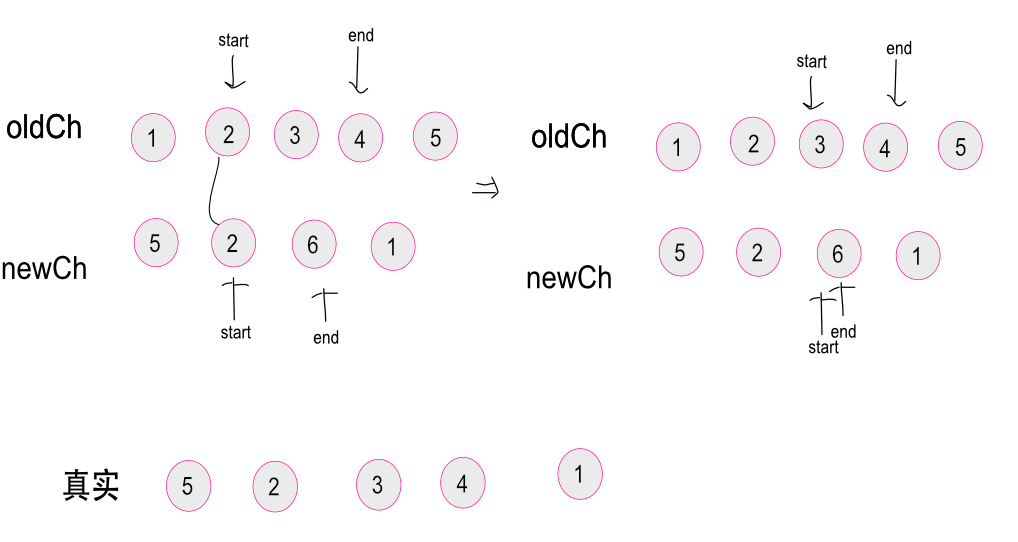 start end
oldCh 1 2 3 4 5
newCh 5 2 6 1
start end
start end
oldCh 1 2 3 4 5
newCh 5 2 6 1
end
start
真实 5 2 3 4 1